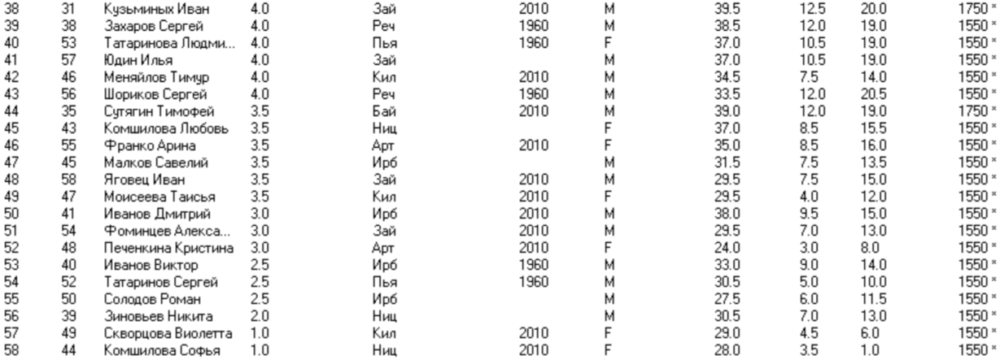 38 31 Кузьминых Иван 4.0 Зай 2010 M 39.5 12.5 20.0 1750 *
39 38 Захаров Сергей 4.0 Реч 1960 M 38.5 12.0 19.0 1550 *
40 53 Татаринова Людми... 4.0 Пья 1960 F 37.0 10.5 19.0 1550 *
41 57 Юдин Илья 4.0 Зай M 37.0 10.5 19.0 1550 *
42 46 Меняйлов Тимур 4.0 Кил 2010 M 34.5 7.5 14.0 1550 *
43 56 Шориков Сергей 4.0 Реч 1960 M 33.5 12.0 20.5 1550 *
44 35 Сутягин Тимофей 3.5 Бай 2010 M 39.0 12.0 19.0 1750 *
45 43 Комшилова Любовь 3.5 Ниц F 37.0 8.5 15.5 1550 *
46 55 Франко Арина 3.5 Арт 2010 F 35.0 8.5 16.0 1550 *
47 45 Малков Савелий 3.5 Ирб M 31.5 7.5 13.5 1550 *
48 58 Яговец Иван 3.5 Зай 2010 M 29.5 7.5 15.0 1550 *
49 47 Моисеева Таисья 3.5 Кил 2010 F 29.5 4.0 12.0 1550 *
50 41 Иванов Дмитрий 3.0 Ирб 2010 M 38.0 9.5 15.0 1550 *
51 54 Фоминцев Алекса... 3.0 Зай 2010 M 29.5 7.0 13.0 1550 *
52 48 Печенкина Кристина 3.0 Арт 2010 F 24.0 3.0 8.0 1550 *
53 40 Иванов Виктор 2.5 Ирб 1960 M 33.0 9.0 14.0 1550 *
54 52 Татаринов Сергей 2.5 Пья 1960 M 30.5 5.0 10.0 1550 *
55 50 Солодов Роман 2.5 Ирб M 27.5 6.0 11.5 1550 *
56 39 Зиновьев Никита 2.0 Ниц M 30.5 7.0 13.0 1550 *
57 49 Скворцова Виолетта 1.0 Кил 2010 F 29.0 4.5 6.0 1550 *
58 44 Комшилова Софья 1.0 Ниц 2010 F 28.0 3.5 1.0 1550 *